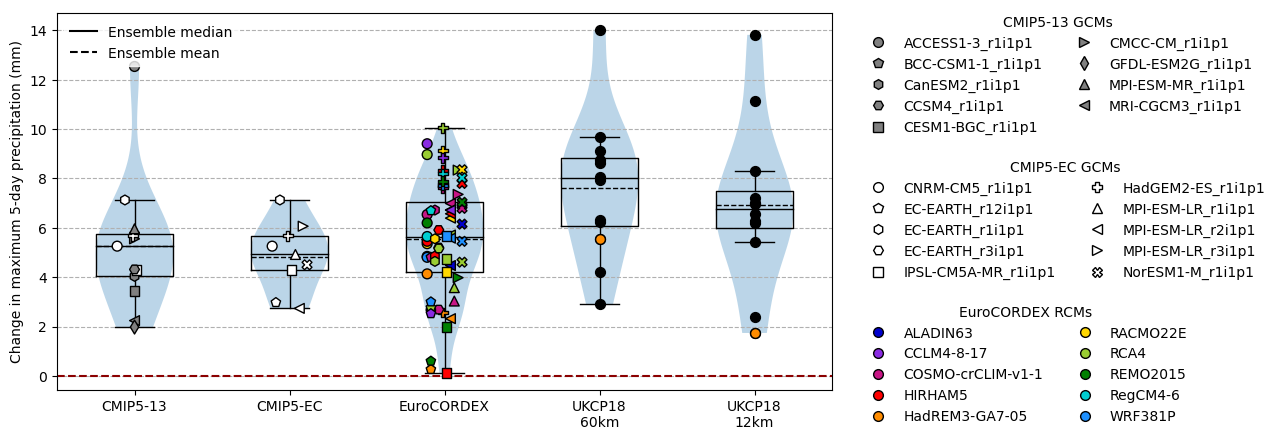 Change in maximum 5-day precipitation (mm)
14
12
10
8
6
4
2
0
Ensemble median
Ensemble mean
CMIP5-13
CMIP5-EC
EuroCORDEX
UKCP18
60km
UKCP18
12km
CMIP5-13 GCMs
ACCESS1-3_r1i1p1
BCC-CSM1-1_r1i1p1
CanESM2_r1i1p1
CCSM4_r1i1p1
CESM1-BGC_r1i1p1
CMCC-CM_r1i1p1
GFDL-ESM2G_r1i1p1
MPI-ESM-MR_r1i1p1
MRI-CGCM3_r1i1p1
CMIP5-EC GCMs
CNRM-CM5_r1i1p1
EC-EARTH_r12i1p1
EC-EARTH_r1i1p1
EC-EARTH_r3i1p1
IPSL-CM5A-MR_r1i1p1
HadGEM2-ES_r1i1p1
MPI-ESM-LR_r1i1p1
MPI-ESM-LR_r2i1p1
MPI-ESM-LR_r3i1p1
NorESM1-M_r1i1p1
EuroCORDEX RCMs
ALADIN63
CCLM4-8-17
COSMO-crCLIM-v1-1
HIRHAM5
HadREM3-GA7-05
RACMO22E
RCA4
REMO2015
RegCM4-6
WRF381P